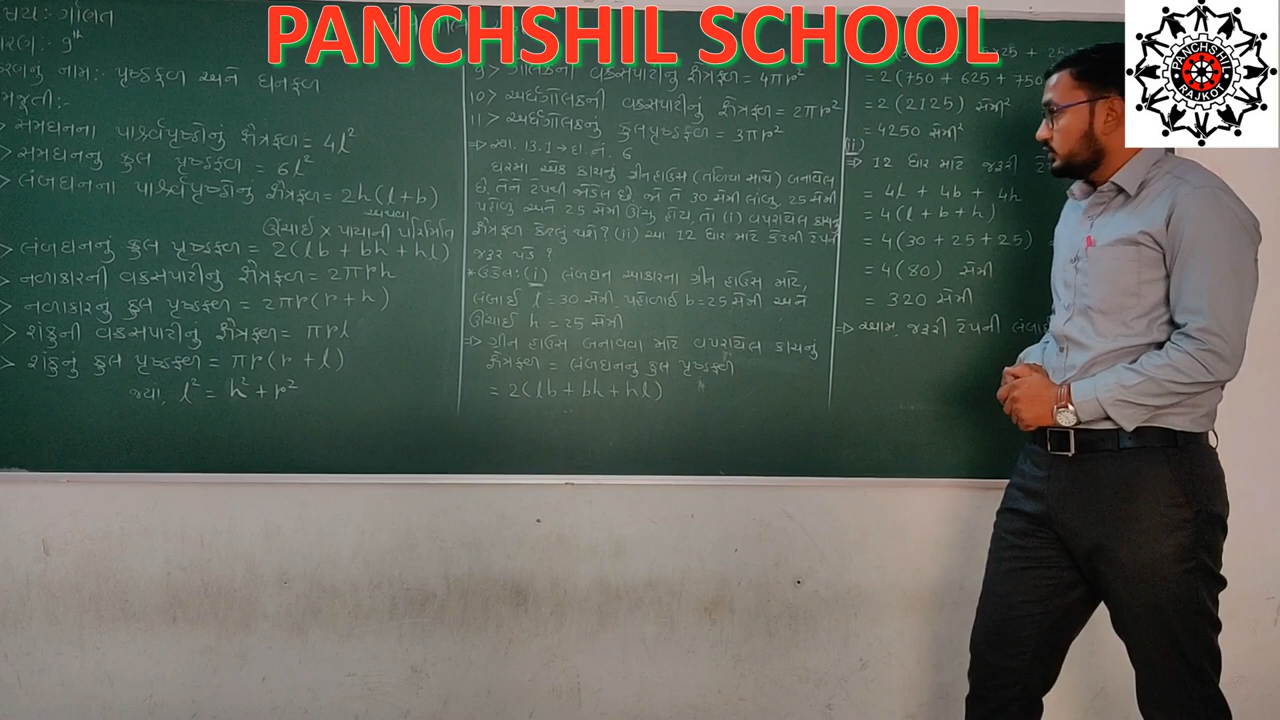 PANCHSHIL SCHOOL
PANCHSHIL
RAJKOT
ષય:- ગણિત
રણ:- 9th
કરણનુ નામ:- પૃષ્ઠફળ અને ઘનફળ
મજૂતી:-
> સમઘનના પાર્શ્વપૃષ્ઠોનુ ક્ષેત્રફળ = 4l²
> સમઘનનુ કુલ પૃષ્ઠફળ = 6l²
> લંબઘનના પાર્શ્વપૃષ્ઠોનુ ક્ષેત્રફળ = 2h(l+b)
અથવા
ઊંચાઈ × પાયાની પરિમિતિ
> લંબઘનનું કુલ પૃષ્ઠફળ = 2(lb + bh + hl)
> નળાકારની વક્રસપાટીનું ક્ષેત્રફળ = 2πrh
> નળાકારનું કુલ પૃષ્ઠફળ = 2πr(r+h)
> શંકુની વક્રસપાટીનું ક્ષેત્રફળ = πrl
> શંકુનું કુલ પૃષ્ઠફળ = πr(r+l)
જ્યાં, l² = h² + r²
9> ગોલકની વક્રસપાટીનુ ક્ષેત્રફળ = 4πr²
10> અર્ધગોલકની વક્રસપાટીનું ક્ષેત્રફળ = 2πr²
11> અર્ધગોલકનું કુલપૃષ્ઠફળ = 3πr²
=> સ્વા. 13.1 → દા.નં. 6
ઘરમા એક કાચનુ ગ્રીનહાઉસ (તળિયા સાથે) બનાવેલ
છે. તેને ટેપથી જોડેલ છે. જો તે 30 સેમી લાંબુ, 25 સેમી
પહોળુ અને 25 સેમી ઊંચુ હોય, તો (i) વપરાયેલ કાચનુ
ક્ષેત્રફળ કેટલુ થશે? (ii) આ 12 ધાર માટે કેટલી ટેપની
જરૂર પડે?
* ઉકેલ: (i) લંબઘન આકારના ગ્રીન હાઉસ માટે,
લંબાઈ l = 30 સેમી, પહોળાઈ b = 25 સેમી અને
ઊંચાઈ h = 25 સેમી
=> ગ્રીન હાઉસ બનાવવા માટે વપરાયેલ કાચનું
ક્ષેત્રફળ = લંબઘનનુ કુલ પૃષ્ઠફળ
= 2(lb + bh + hl)
= 2(750 + 625 + 750
= 2(2125) સેમી²
= 4250 સેમી²
(ii)
=> 12 ધાર માટે જરૂરી
= 4l + 4b + 4h
= 4(l + b + h)
= 4(30 + 25 + 25)
= 4(80) સેમી
= 320 સેમી
=> આમ, જરૂરી ટેપની લંબાઈ